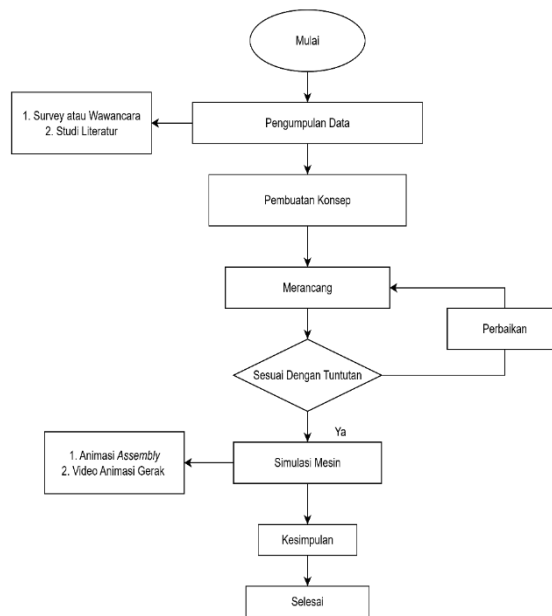 Mulai
1. Survey atau Wawancara
2. Studi Literatur
Pengumpulan Data
Pembuatan Konsep
Merancang
Perbaikan
Sesuai Dengan Tuntutan
Ya
1. Animasi Assembly
2. Video Animasi Gerak
Simulasi Mesin
Kesimpulan
Selesai